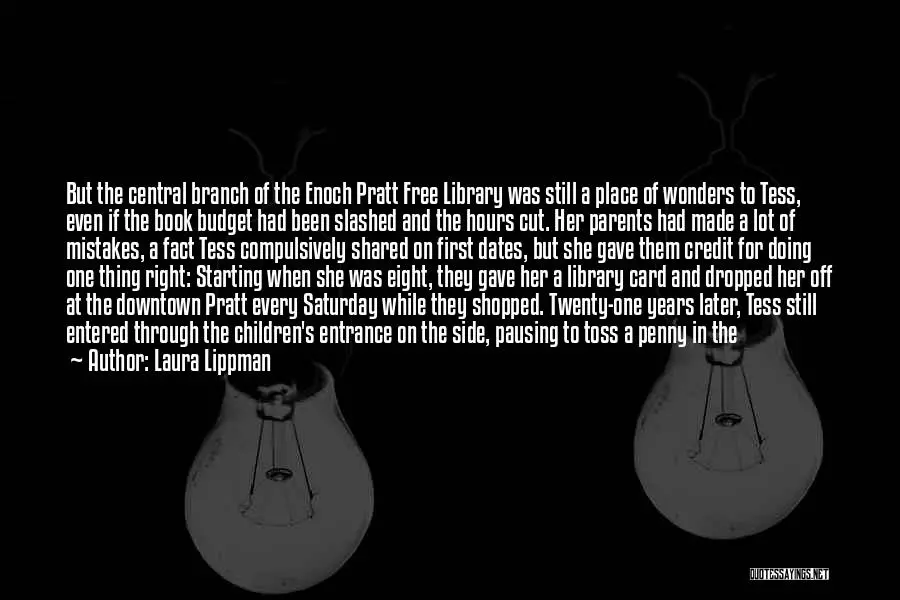 But the central branch of the Enoch Pratt Free Library was still a place of wonders to Tess,
even if the book budget had been slashed and the hours cut. Her parents had made a lot of
mistakes, a fact Tess compulsively shared on first dates, but she gave them credit for doing
one thing right: Starting when she was eight, they gave her a library card and dropped her off
at the downtown Pratt every Saturday while they shopped. Twenty-one years later, Tess still
entered through the children's entrance on the side, pausing to toss a penny in the
~ Author: Laura Lippman
QUOTESSAYINGS.NET